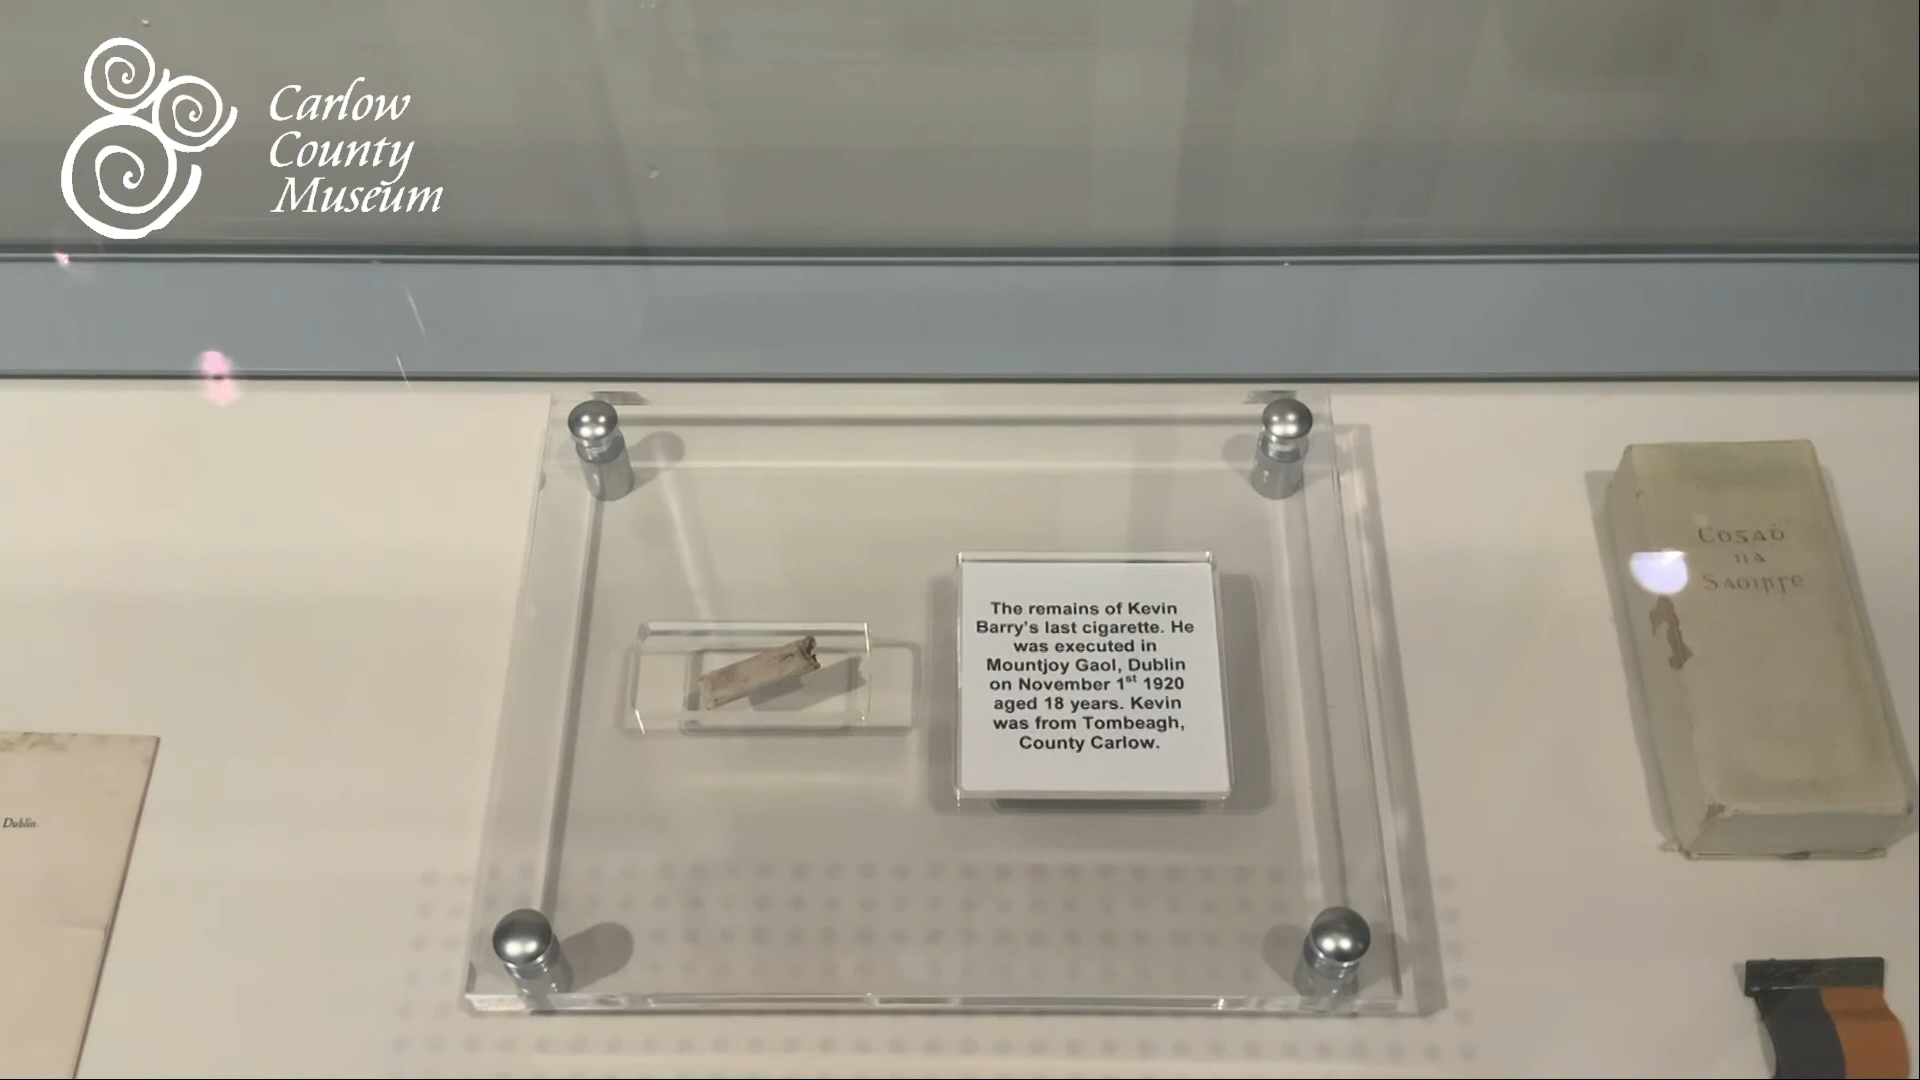 Carlow
County
Museum
The remains of Kevin
Barry's last cigarette. He
was executed in
Mountjoy Gaol, Dublin
on November 1st 1920
aged 18 years. Kevin
was from Tombeagh,
County Carlow.
Cogaḋ
na
Saoirse
Dublin.